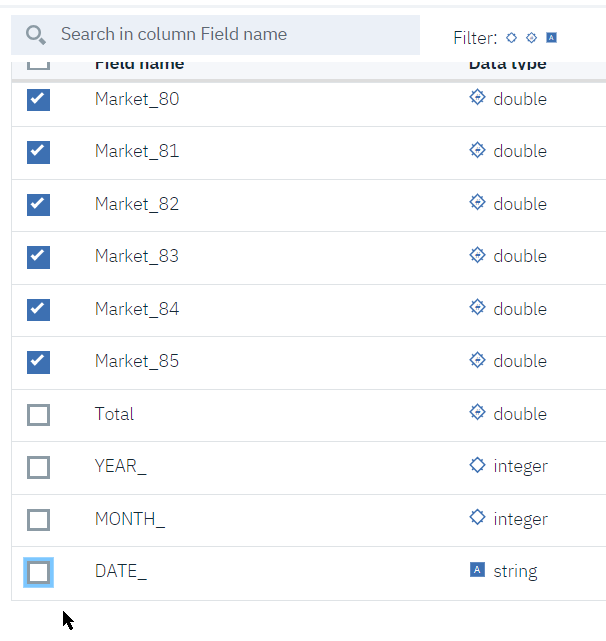 Search in column Field name
Filter: A
Field name Data type
Market_80 double
Market_81 double
Market_82 double
Market_83 double
Market_84 double
Market_85 double
Total double
YEAR_ integer
MONTH_ integer
DATE_ A string